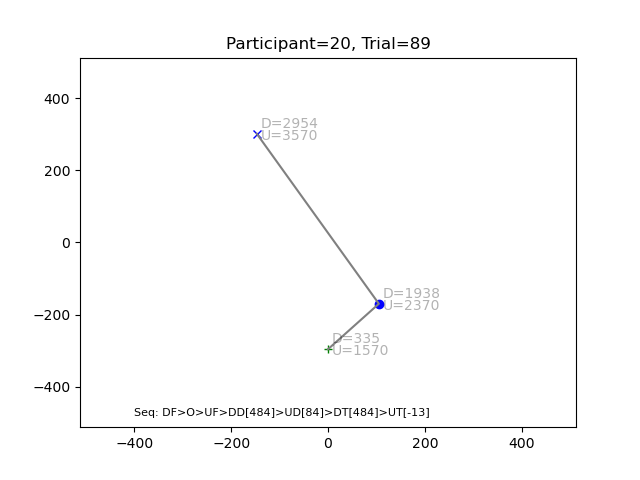 Participant=20, Trial=89
400
200
0
−200
−400
D=2954
U=3570
D=1938
U=2370
D=335
U=1570
Seq: DF>O>UF>DD[484]>UD[84]>DT[484]>UT[-13]
−400 −200 0 200 400